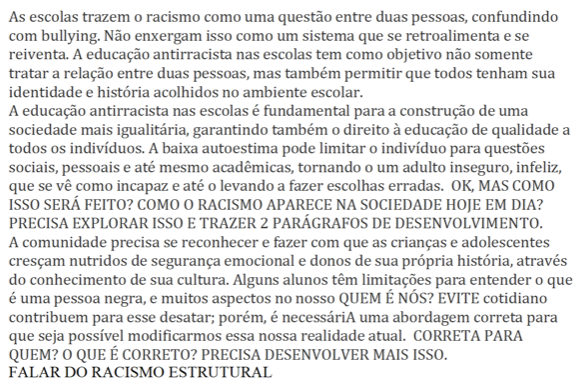 As escolas trazem o racismo como uma questão entre duas pessoas, confundindo
com bullying. Não enxergam isso como um sistema que se retroalimenta e se
reiventa. A educação antirracista nas escolas tem como objetivo não somente
tratar a relação entre duas pessoas, mas também permitir que todos tenham sua
identidade e história acolhidos no ambiente escolar.
A educação antirracista nas escolas é fundamental para a construção de uma
sociedade mais igualitária, garantindo também o direito à educação de qualidade a
todos os indivíduos. A baixa autoestima pode limitar o indivíduo para questões
sociais, pessoais e até mesmo acadêmicas, tornando o um adulto inseguro, infeliz,
que se vê como incapaz e até o levando a fazer escolhas erradas. OK, MAS COMO
ISSO SERÁ FEITO? COMO O RACISMO APARECE NA SOCIEDADE HOJE EM DIA?
PRECISA EXPLORAR ISSO E TRAZER 2 PARÁGRAFOS DE DESENVOLVIMENTO.
A comunidade precisa se reconhecer e fazer com que as crianças e adolescentes
cresçam nutridos de segurança emocional e donos de sua própria história, através
do conhecimento de sua cultura. Alguns alunos têm limitações para entender o que
é uma pessoa negra, e muitos aspectos no nosso QUEM É NÓS? EVITE cotidiano
contribuem para esse desatar; porém, é necessáriA uma abordagem correta para
que seja possível modificarmos essa nossa realidade atual. CORRETA PARA
QUEM? O QUE É CORRETO? PRECISA DESENVOLVER MAIS ISSO.
FALAR DO RACISMO ESTRUTURAL